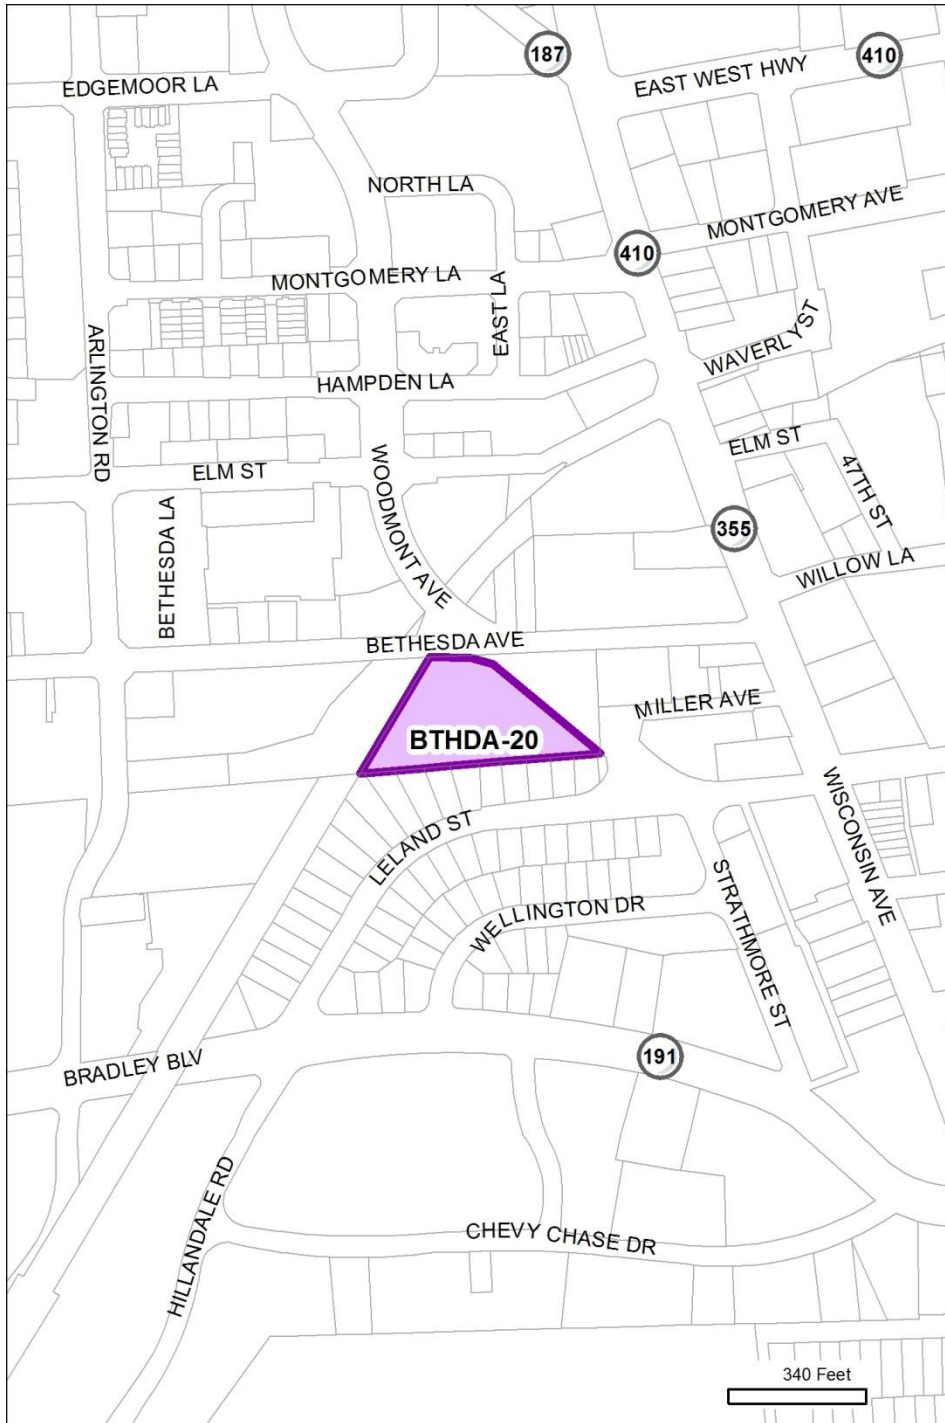 187
410
EDGEMOOR LA
EAST WEST HWY
NORTH LA
MONTGOMERY AVE
410
MONTGOMERY LA
EAST LA
ARLINGTON RD
WAVERLY ST
HAMPDEN LA
ELM ST
ELM ST
WOODMONT AVE
47TH ST
BETHESDA LA
355
WILLOW LA
BETHESDA AVE
MILLER AVE
BTHDA-20
WISCONSIN AVE
LELAND ST
STRATHMORE ST
WELLINGTON DR
191
BRADLEY BLV
HILLANDALE RD
CHEVY CHASE DR
340 Feet